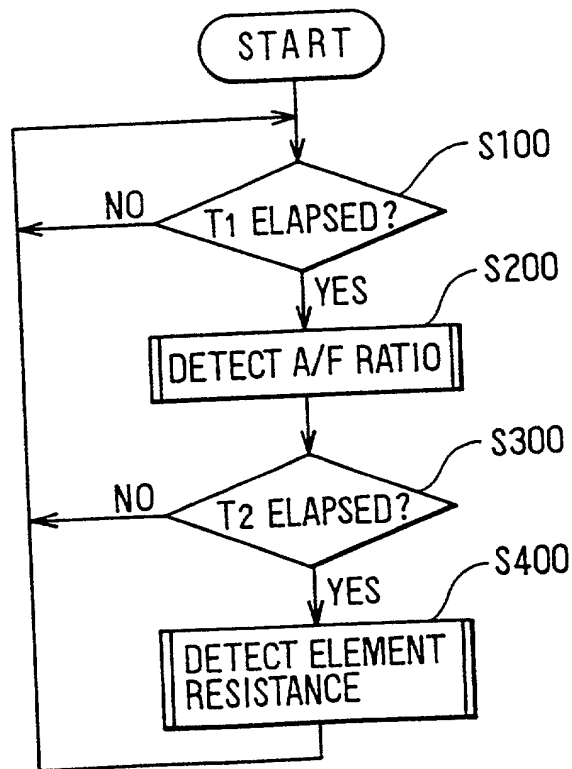 START
S100
NO
T1 ELAPSED?
YES
S200
DETECT A/F RATIO
S300
NO
T2 ELAPSED?
YES
S400
DETECT ELEMENT
RESISTANCE